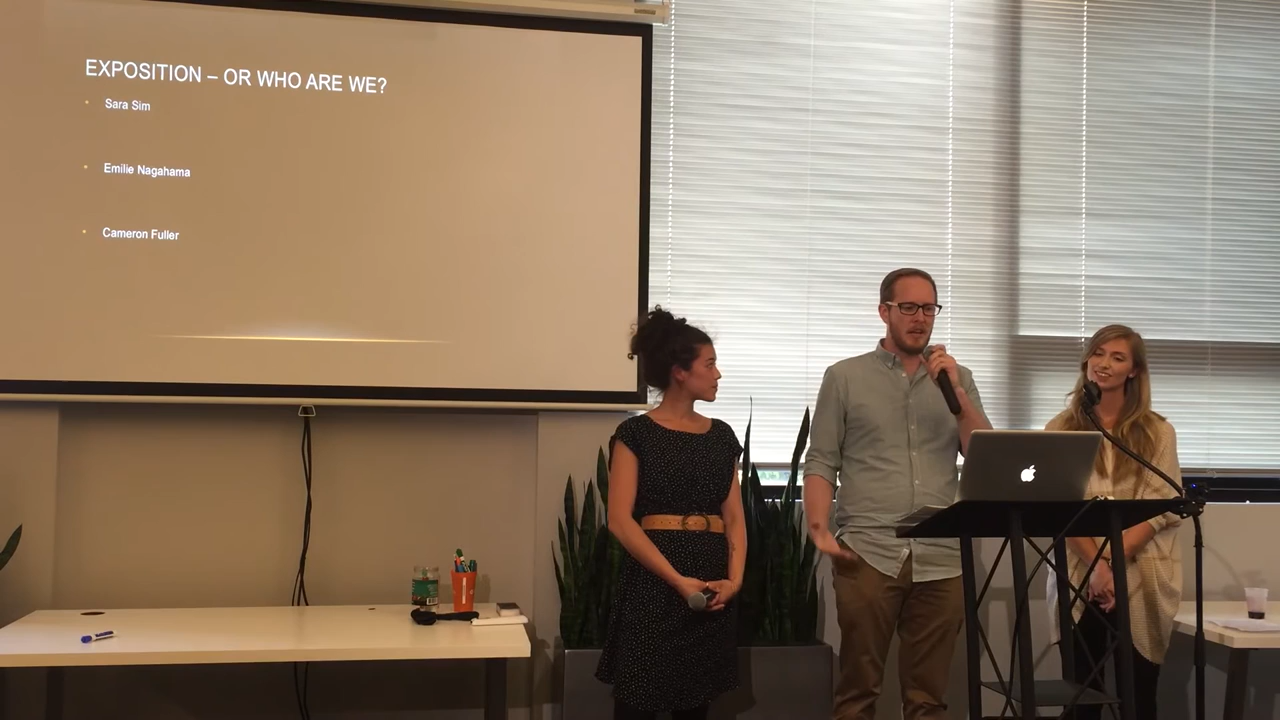 EXPOSITION – OR WHO ARE WE?
Sara Sim
Emilie Nagahama
Cameron Fuller